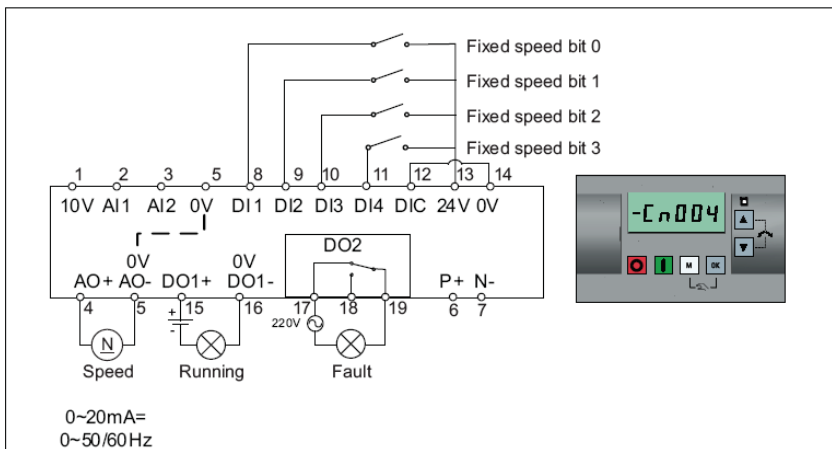 Fixed speed bit 0
Fixed speed bit 1
Fixed speed bit 2
Fixed speed bit 3
1 2 3 5 8 9 10 11 12 13 14
10V AI1 AI2 0V DI1 DI2 DI3 DI4 DIC 24V 0V
-Cn004
DO2
0V 0V
AO+ AO- DO1+ DO1- P+ N-
4 5 15 16 17 18 19 6 7
+
-
220V
N
M OK
Speed Running Fault
0~20mA=
0~50/60Hz